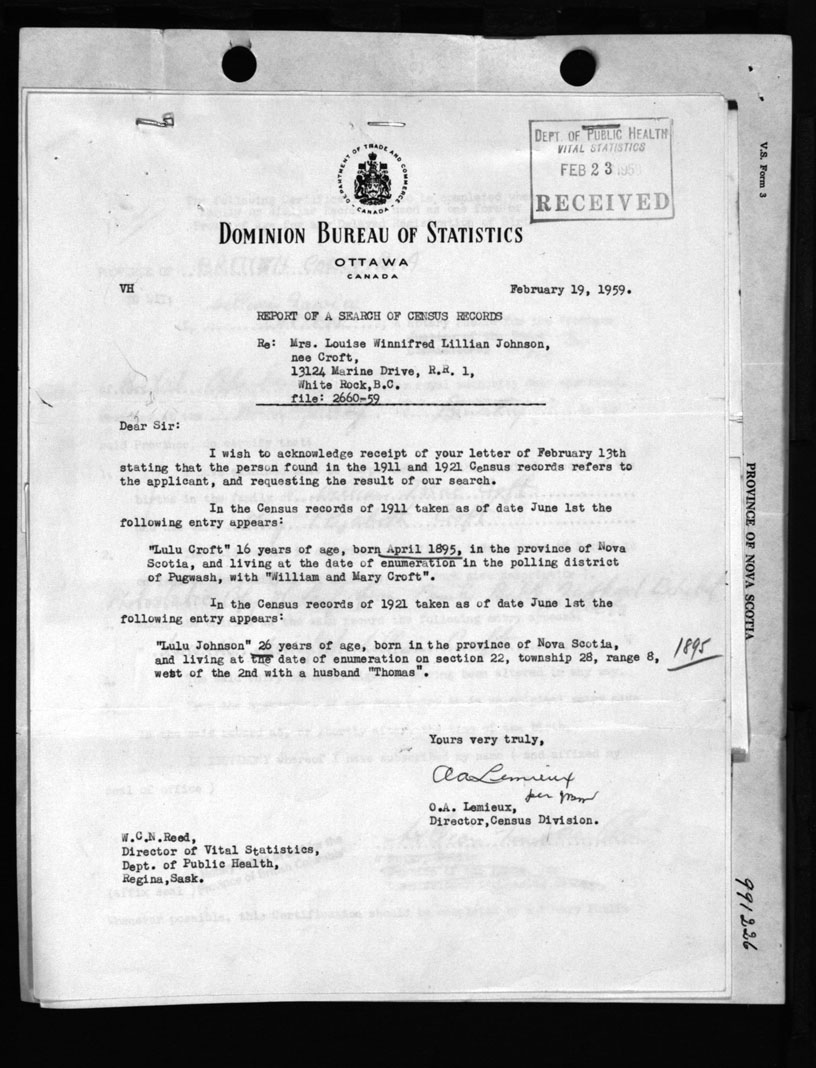 DEPARTMENT OF TRADE AND COMMERCE
CANADA
DEPT. OF PUBLIC HEALTH
VITAL STATISTICS
FEB 23 1959
RECEIVED
DOMINION BUREAU OF STATISTICS
OTTAWA
CANADA
VH
February 19, 1959.
REPORT OF A SEARCH OF CENSUS RECORDS
Re: Mrs. Louise Winnifred Lillian Johnson,
nee Croft,
13124 Marine Drive, R.R. 1,
White Rock,B.C.
file: 2660-59
Dear Sir:
I wish to acknowledge receipt of your letter of February 13th
stating that the person found in the 1911 and 1921 Census records refers to
the applicant, and requesting the result of our search.
In the Census records of 1911 taken as of date June 1st the
following entry appears:
"Lulu Croft" 16 years of age, born April 1895, in the province of Nova
Scotia, and living at the date of enumeration in the polling district
of Pugwash, with "William and Mary Croft".
In the Census records of 1921 taken as of date June 1st the
following entry appears:
"Lulu Johnson" 26 years of age, born in the province of Nova Scotia,
and living at the date of enumeration on section 22, township 28, range 8,
west of the 2nd with a husband "Thomas".
1895
Yours very truly,
OALemieux
per
O.A. Lemieux,
Director,Census Division.
W.C.N.Reed,
Director of Vital Statistics,
Dept. of Public Health,
Regina,Sask.
V.S. Form 3
PROVINCE OF NOVA SCOTIA
991226